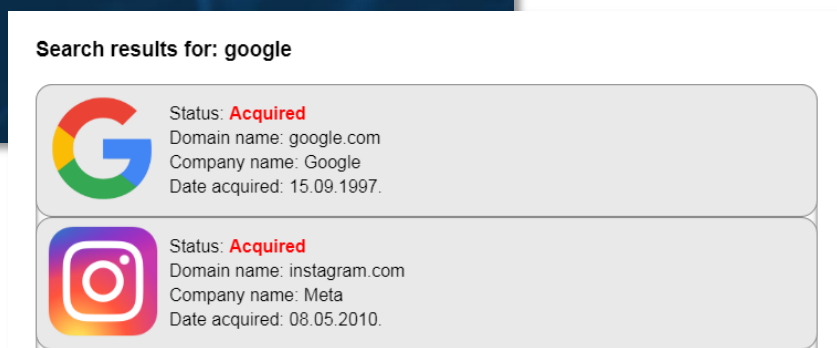 Search results for: google
Status: Acquired
Domain name: google.com
Company name: Google
Date acquired: 15.09.1997.
Status: Acquired
Domain name: instagram.com
Company name: Meta
Date acquired: 08.05.2010.